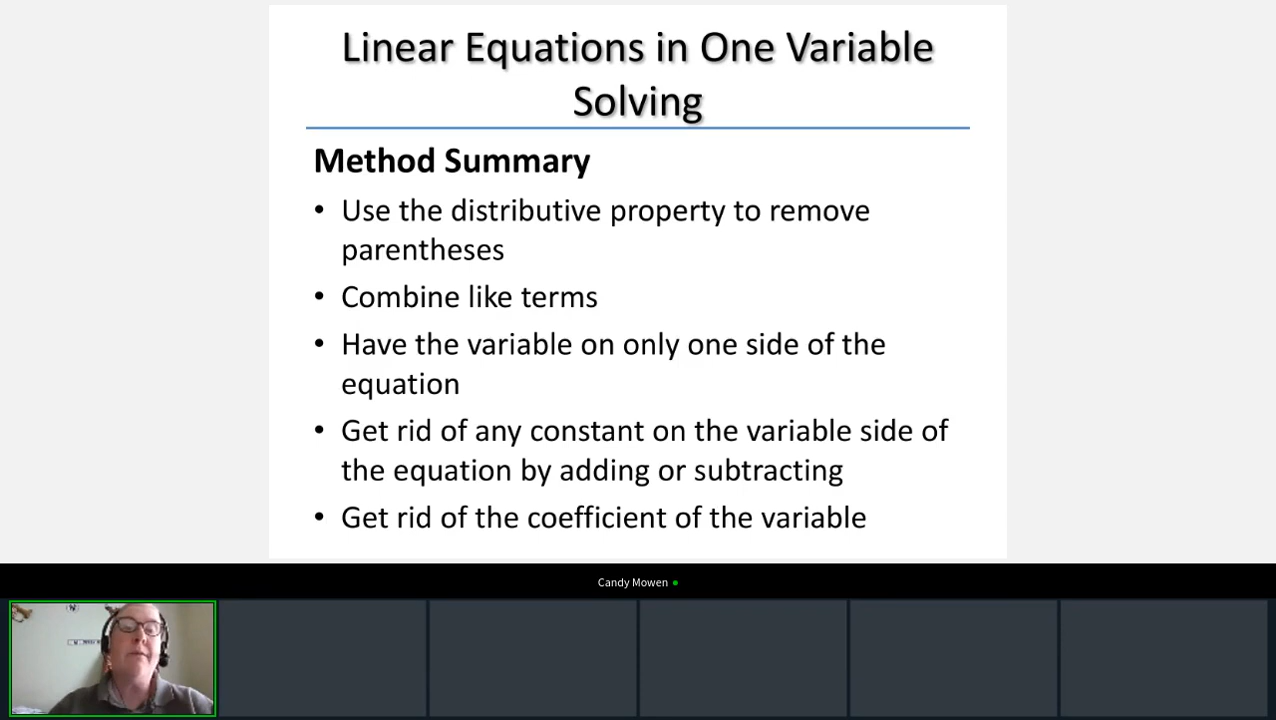 Linear Equations in One Variable
Solving
Method Summary
• Use the distributive property to remove
parentheses
• Combine like terms
• Have the variable on only one side of the
equation
• Get rid of any constant on the variable side of
the equation by adding or subtracting
• Get rid of the coefficient of the variable
Candy Mowen